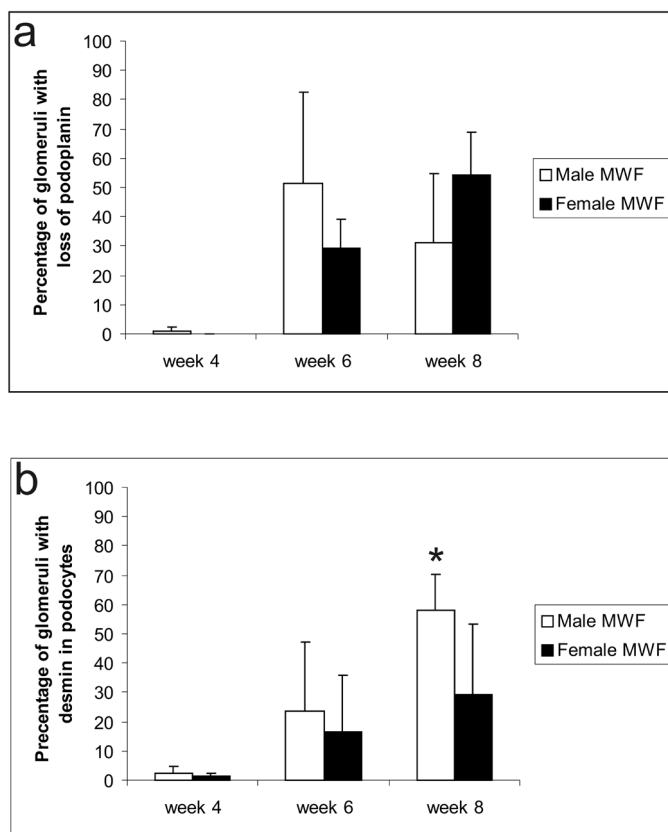 a
Percentage of glomeruli with
loss of podoplanin
100
90
80
70
60
50
40
30
20
10
0
week 4
week 6
week 8
Male MWF
Female MWF
b
Precentage of glomeruli with
desmin in podocytes
100
90
80
70
60
50
40
30
20
10
0
*
week 4
week 6
week 8
Male MWF
Female MWF